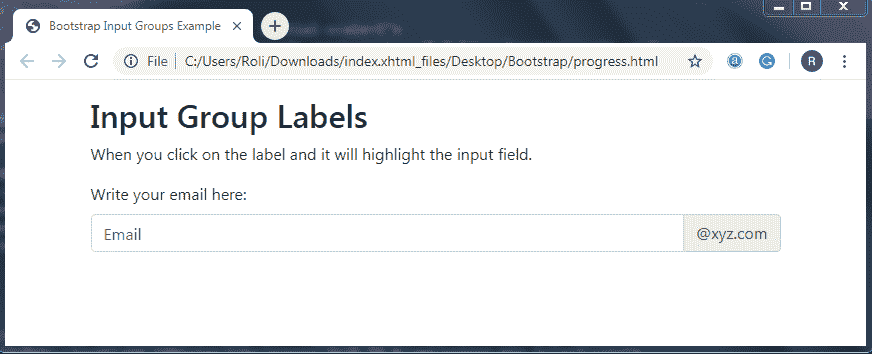 Bootstrap Input Groups Example
File
C:/Users/Roli/Downloads/index.xhtml_files/Desktop/Bootstrap/progress.html
R
Input Group Labels
When you click on the label and it will highlight the input field.
Write your email here:
Email
@xyz.com